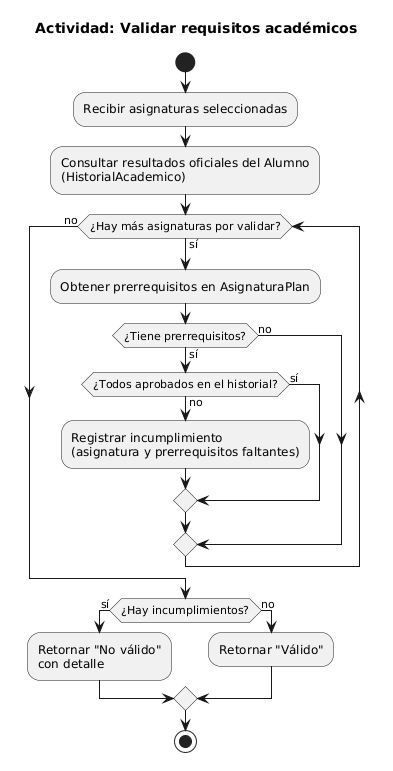 Actividad: Validar requisitos académicos
Recibir asignaturas seleccionadas
Consultar resultados oficiales del Alumno
(HistorialAcademico)
no
¿Hay más asignaturas por validar?
sí
Obtener prerrequisitos en AsignaturaPlan
¿Tiene prerrequisitos?
no
sí
¿Todos aprobados en el historial?
sí
no
Registrar incumplimiento
(asignatura y prerrequisitos faltantes)
sí
¿Hay incumplimientos?
no
Retornar "No válido"
con detalle
Retornar "Válido"